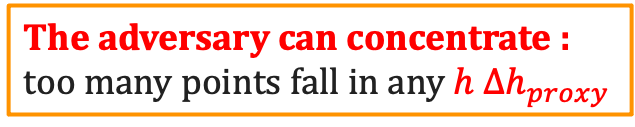 The adversary can concentrate :
too many points fall in any h Δh_proxy